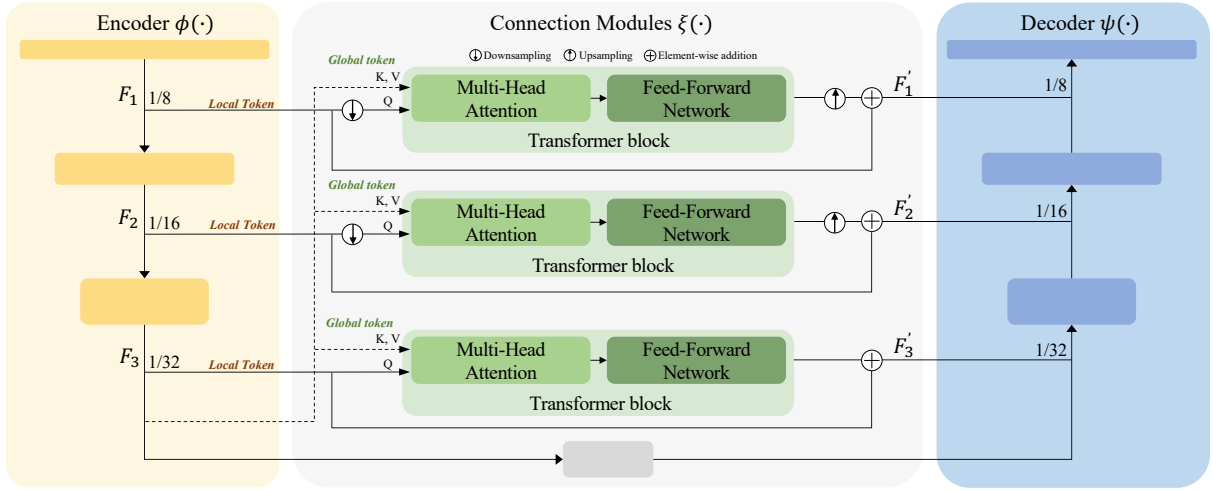 Encoder ϕ(·)
Connection Modules ξ(·)
Decoder ψ(·)
Downsampling
Upsampling
Element-wise addition
Global token
K, V
Q
Multi-Head
Attention
Feed-Forward
Network
Transformer block
F₁
1/8
Local Token
F₁′
1/8
Global token
K, V
Q
Multi-Head
Attention
Feed-Forward
Network
Transformer block
F₂
1/16
Local Token
F₂′
1/16
Global token
K, V
Q
Multi-Head
Attention
Feed-Forward
Network
Transformer block
F₃
1/32
Local Token
F₃′
1/32